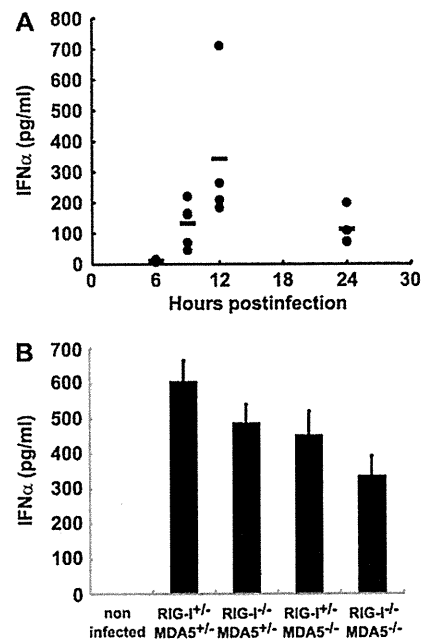 A
800
700
600
500
400
300
200
100
0
IFNα (pg/ml)
0 6 12 18 24 30
Hours postinfection
B
700
600
500
400
300
200
100
0
IFNα (pg/ml)
non RIG-I+/- RIG-I-/- RIG-I+/- RIG-I-/-
infected MDA5+/- MDA5+/- MDA5-/- MDA5-/-